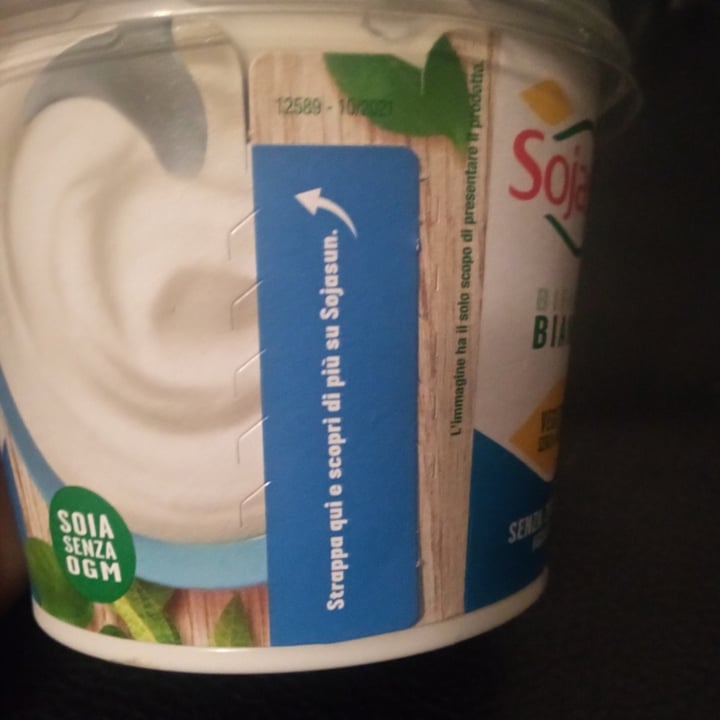 12589 - 10/2021
Strappa qui e scopri di più su Sojasun.
L'immagine ha il solo scopo di presentare il prodotto.
SOIA
SENZA
OGM
Soja
SENZA